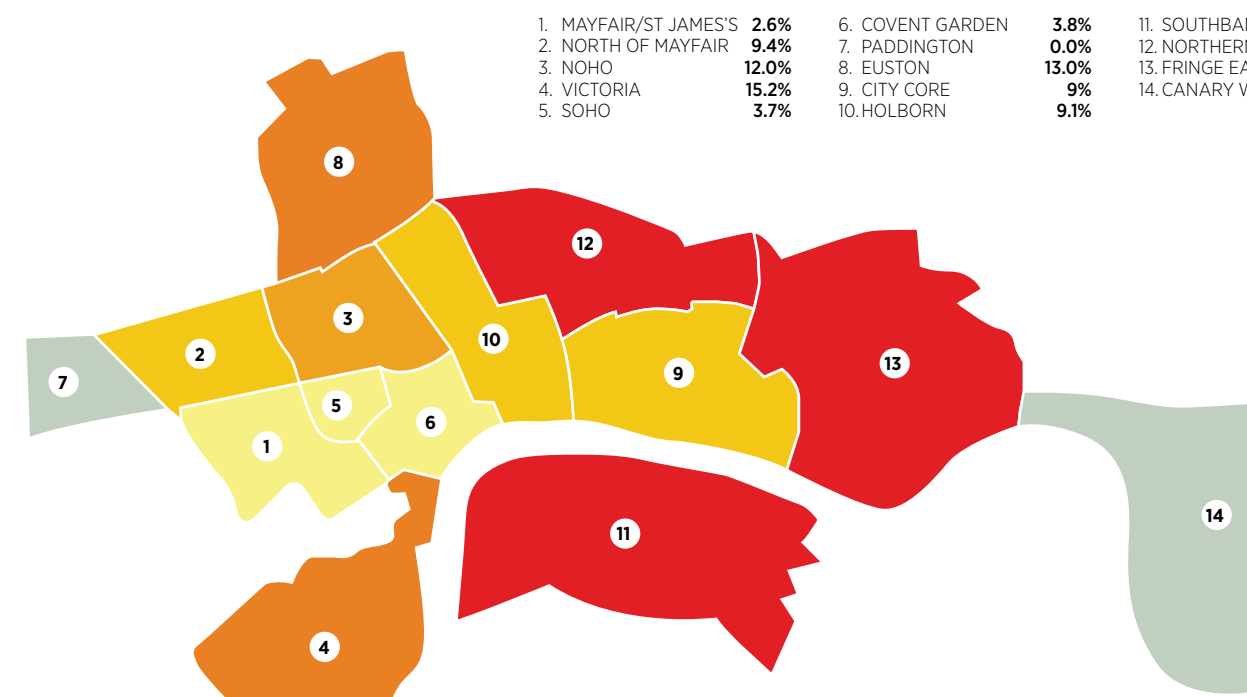 1. MAYFAIR/ST JAMES'S 2.6%
2. NORTH OF MAYFAIR 9.4%
3. NOHO 12.0%
4. VICTORIA 15.2%
5. SOHO 3.7%
6. COVENT GARDEN 3.8%
7. PADDINGTON 0.0%
8. EUSTON 13.0%
9. CITY CORE 9%
10. HOLBORN 9.1%
11.
12.
13. FRINGE
14. CANARY
8
12
3
10
2
13
9
7
5
6
1
14
11
4